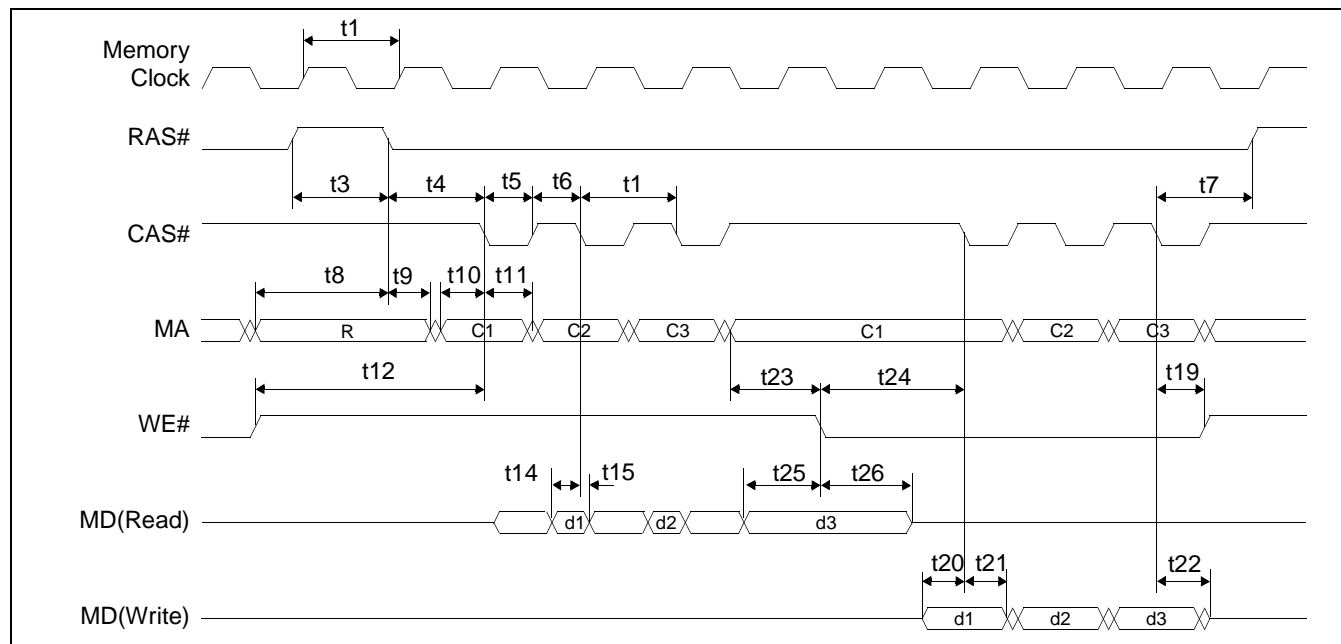 t1
Memory
Clock
RAS#
t3 t4 t5 t6 t1 t7
CAS#
t8 t9 t10 t11
MA R C1 C2 C3 C1 C2 C3
t12 t23 t24 t19
WE#
t14 t15 t25 t26
MD(Read) d1 d2 d3
t20 t21 t22
MD(Write) d1 d2 d3